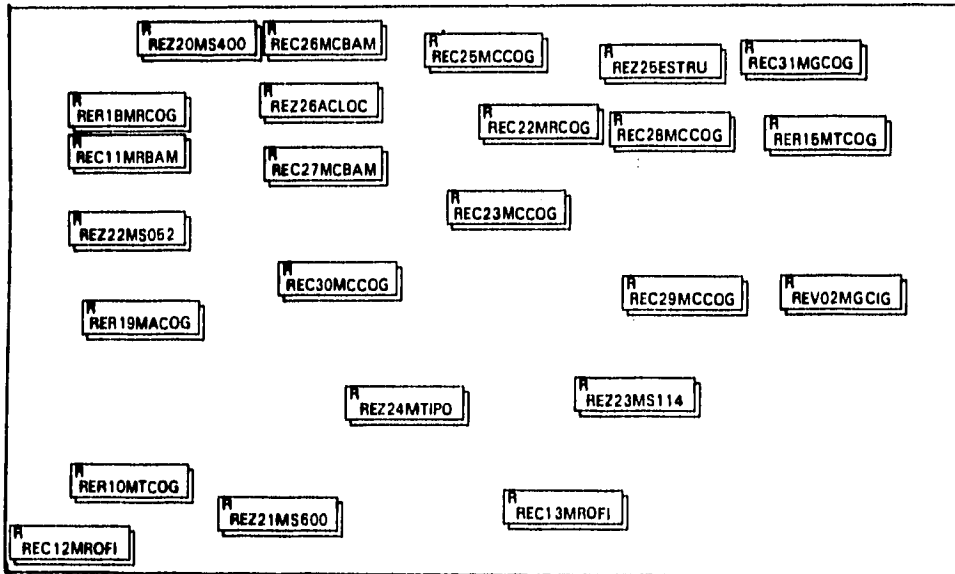 R
REZ20MS400
R
REC26MCBAM
R
REC25MCCOG
R
REZ25ESTRU
R
REC31MGCOG
R
RER18MRCOG
R
REZ26ACLOC
R
REC22MRCOG
R
REC28MCCOG
R
RER15MTCOG
R
REC11MRBAM
R
REC27MCBAM
R
REC23MCCOG
R
REZ22MS052
R
REC30MCCOG
R
REC29MCCOG
R
REV02MGCIG
R
RER19MACOG
R
REZ24MTIPO
R
REZ23MS114
R
RER10MTCOG
R
REZ21MS600
R
REC13MROFI
R
REC12MROFI